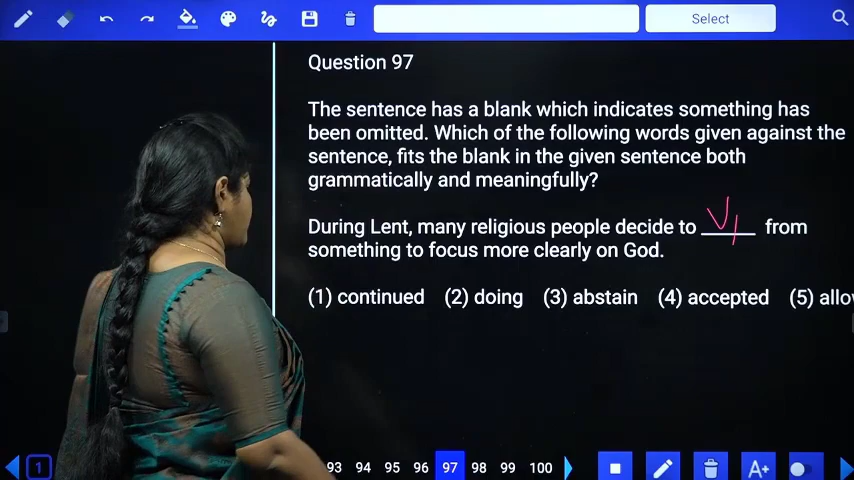 Select
Question 97
The sentence has a blank which indicates something has
been omitted. Which of the following words given against the
sentence, fits the blank in the given sentence both
grammatically and meaningfully?
During Lent, many religious people decide to _____ from
something to focus more clearly on God.
(1) continued (2) doing (3) abstain (4) accepted (5) allo
1 93 94 95 96 97 98 99 100 A+